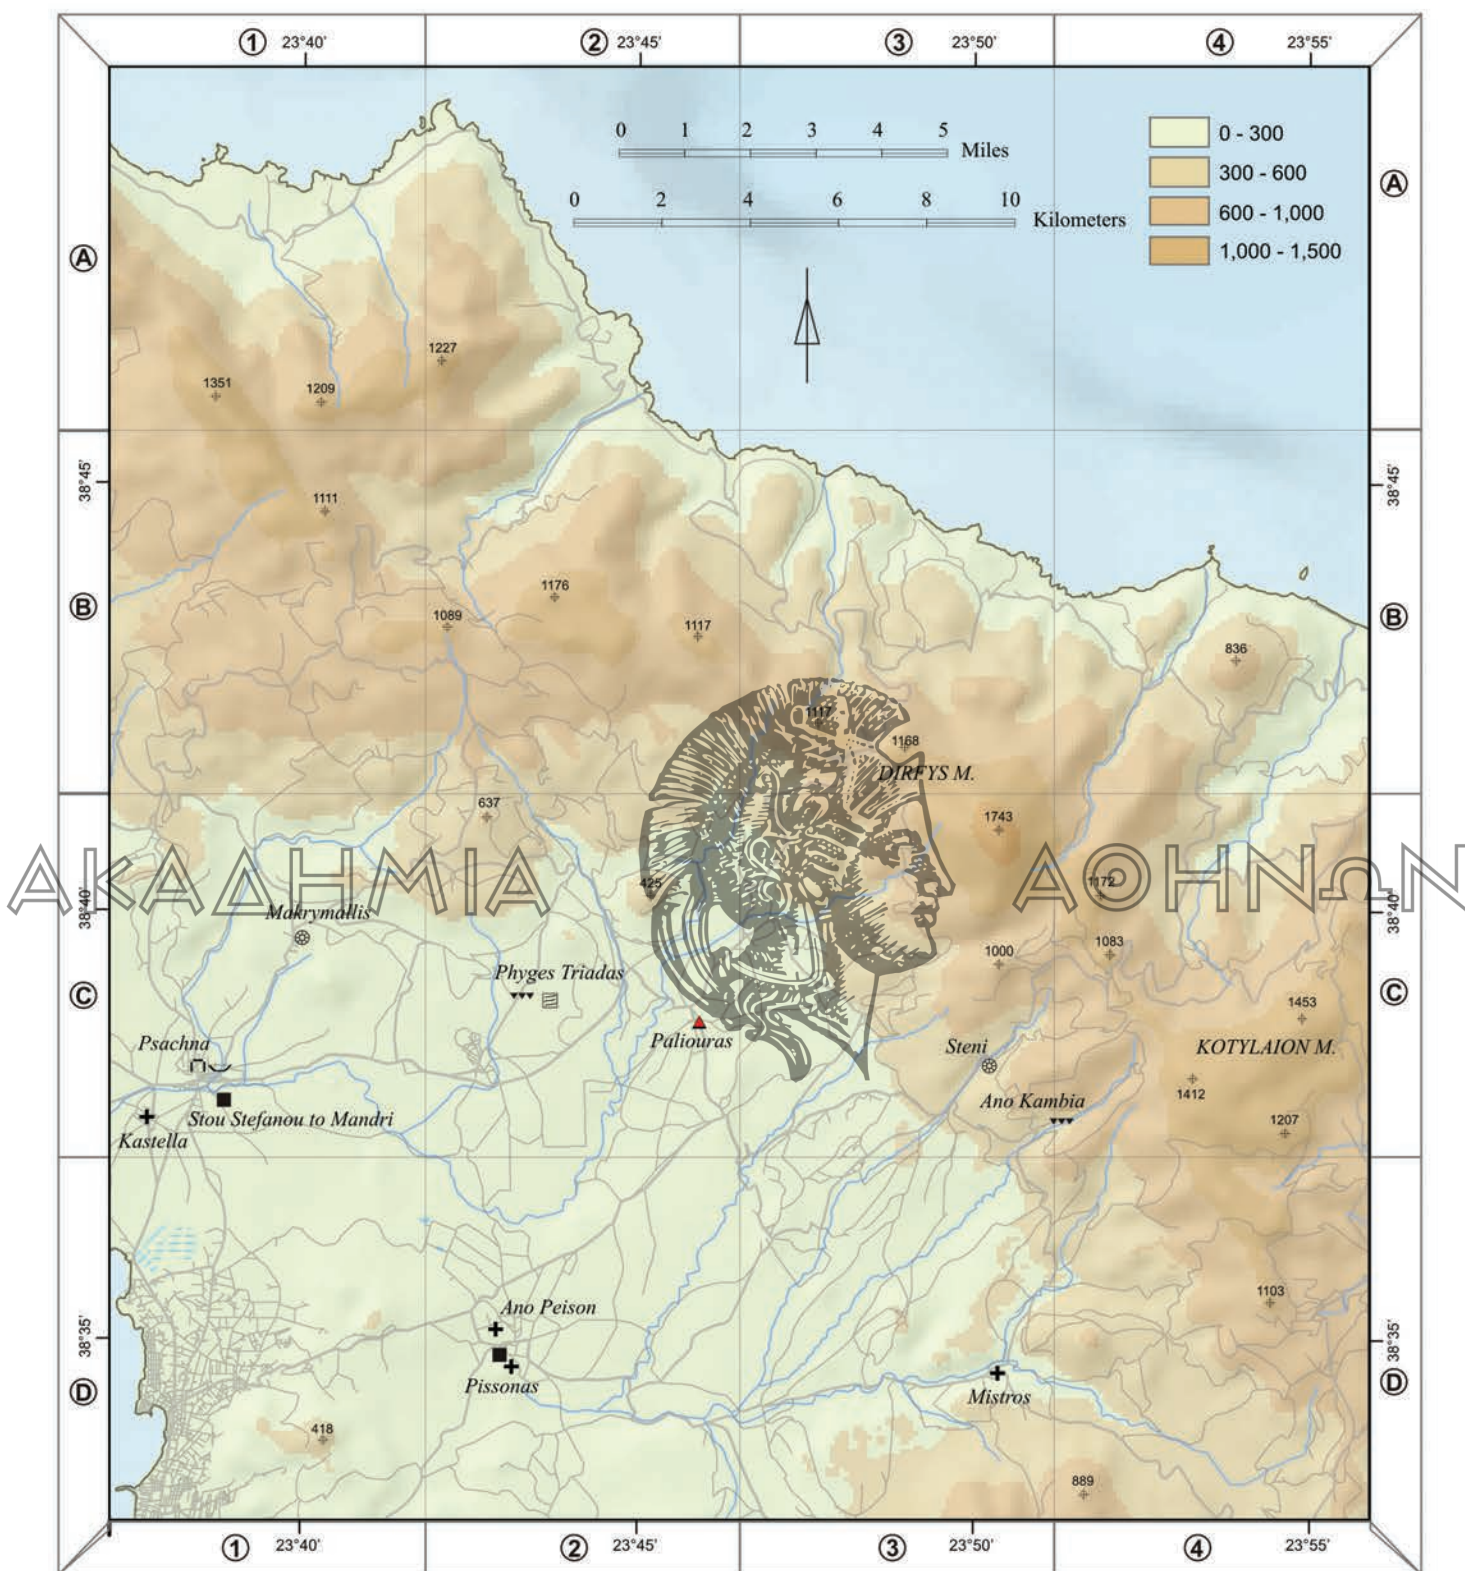 1 2 3 4
23°40' 23°45' 23°50' 23°55'
0 1 2 3 4 5 Miles
0 2 4 6 8 10 Kilometers
0 - 300
300 - 600
600 - 1,000
1,000 - 1,500
A A
1227
1351
1209
38°45' 38°45'
1111
1176
B B
1089
1117
836
1117
1168
DIRFYS M.
637
1743
ΑΚΑΔΗΜΙΑ ΑΘΗΝΩΝ
425
1172
38°40' 38°40'
Makrymallis
1083
1000
Phyges Triadas
C C
1453
Psachna
Paliouras
Steni
KOTYLAION M.
1412
Ano Kambia
Stou Stefanou to Mandri
1207
Kastella
1103
Ano Peison
38°35' 38°35'
Pissonas
D D
Mistros
418
889
23°40' 23°45' 23°50' 23°55'
1 2 3 4